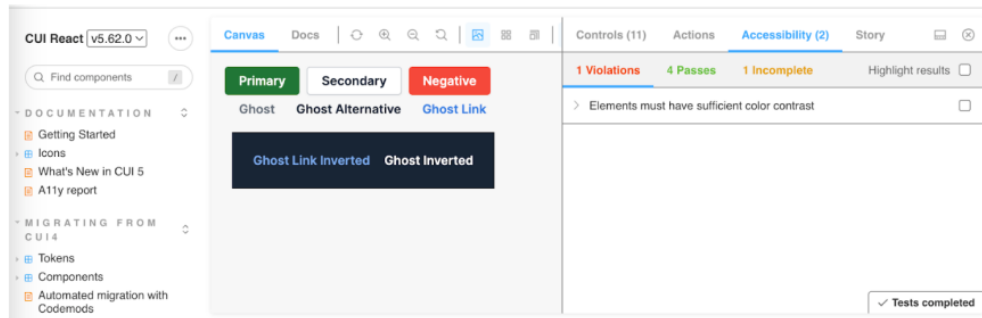 CUI React v5.62.0
Find components /
DOCUMENTATION
Getting Started
Icons
What's New in CUI 5
A11y report
MIGRATING FROM
CUI4
Tokens
Components
Automated migration with
Codemods
Canvas Docs
Primary Secondary Negative
Ghost Ghost Alternative Ghost Link
Ghost Link Inverted Ghost Inverted
Controls (11) Actions Accessibility (2) Story
1 Violations 4 Passes 1 Incomplete Highlight results
Elements must have sufficient color contrast
✓ Tests completed